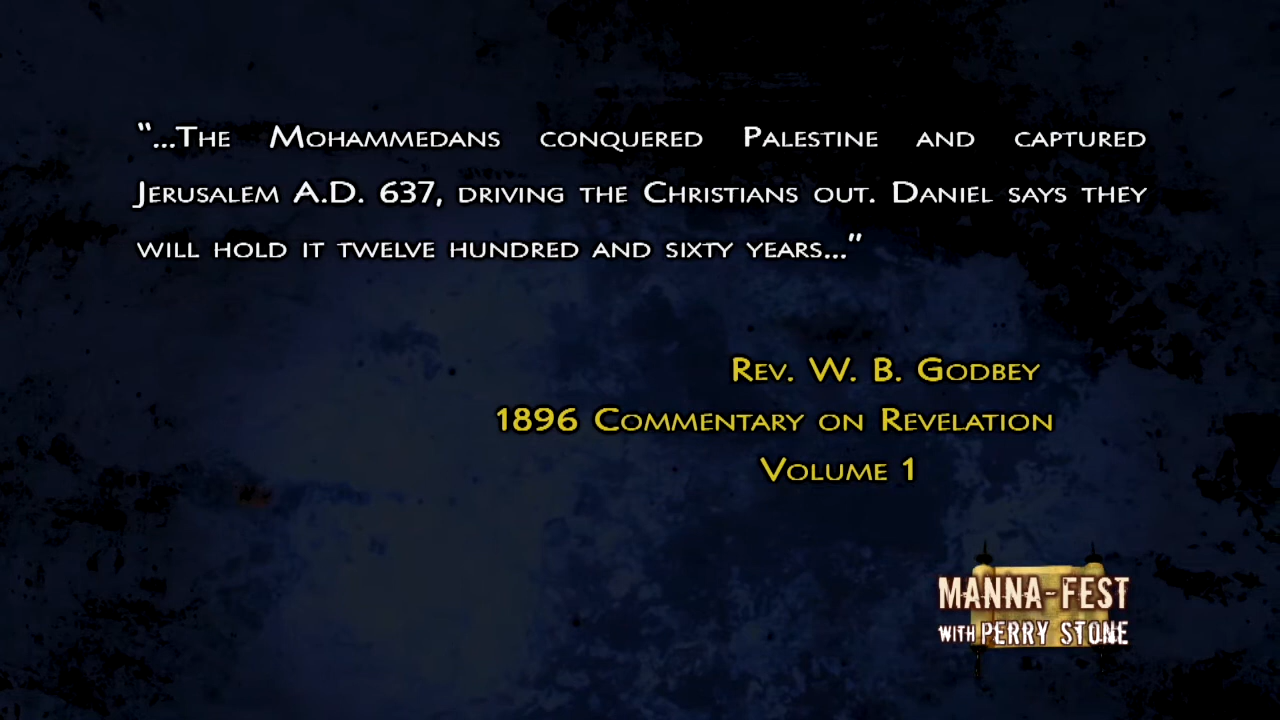 “...The Mohammedans conquered Palestine and captured
Jerusalem A.D. 637, driving the Christians out. Daniel says they
will hold it twelve hundred and sixty years...”
Rev. W. B. Godbey
1896 Commentary on Revelation
Volume 1
MANNA-FEST
WITH PERRY STONE